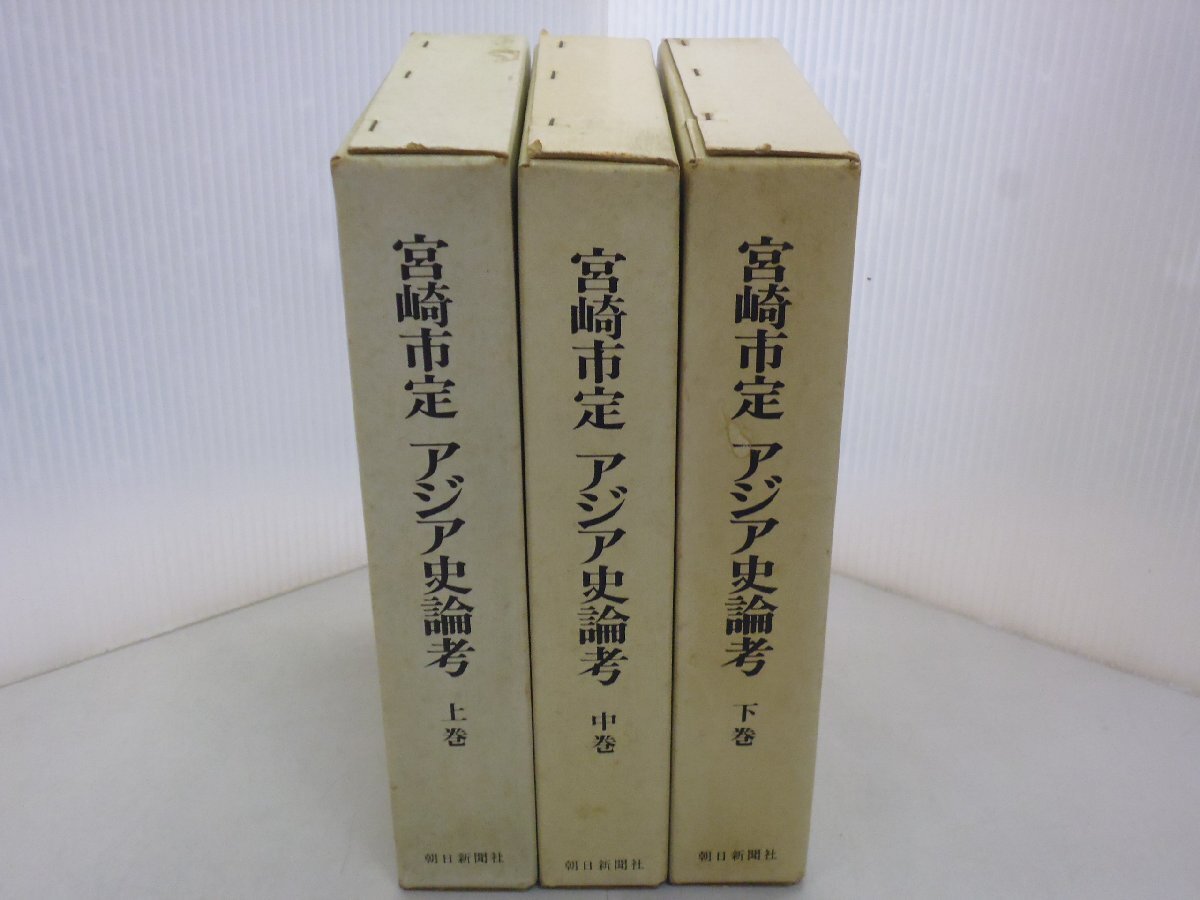 宮崎市定 アジア史論考 上巻
朝日新聞社
宮崎市定 アジア史論考 中巻
朝日新聞社
宮崎市定 アジア史論考 下巻
朝日新聞社